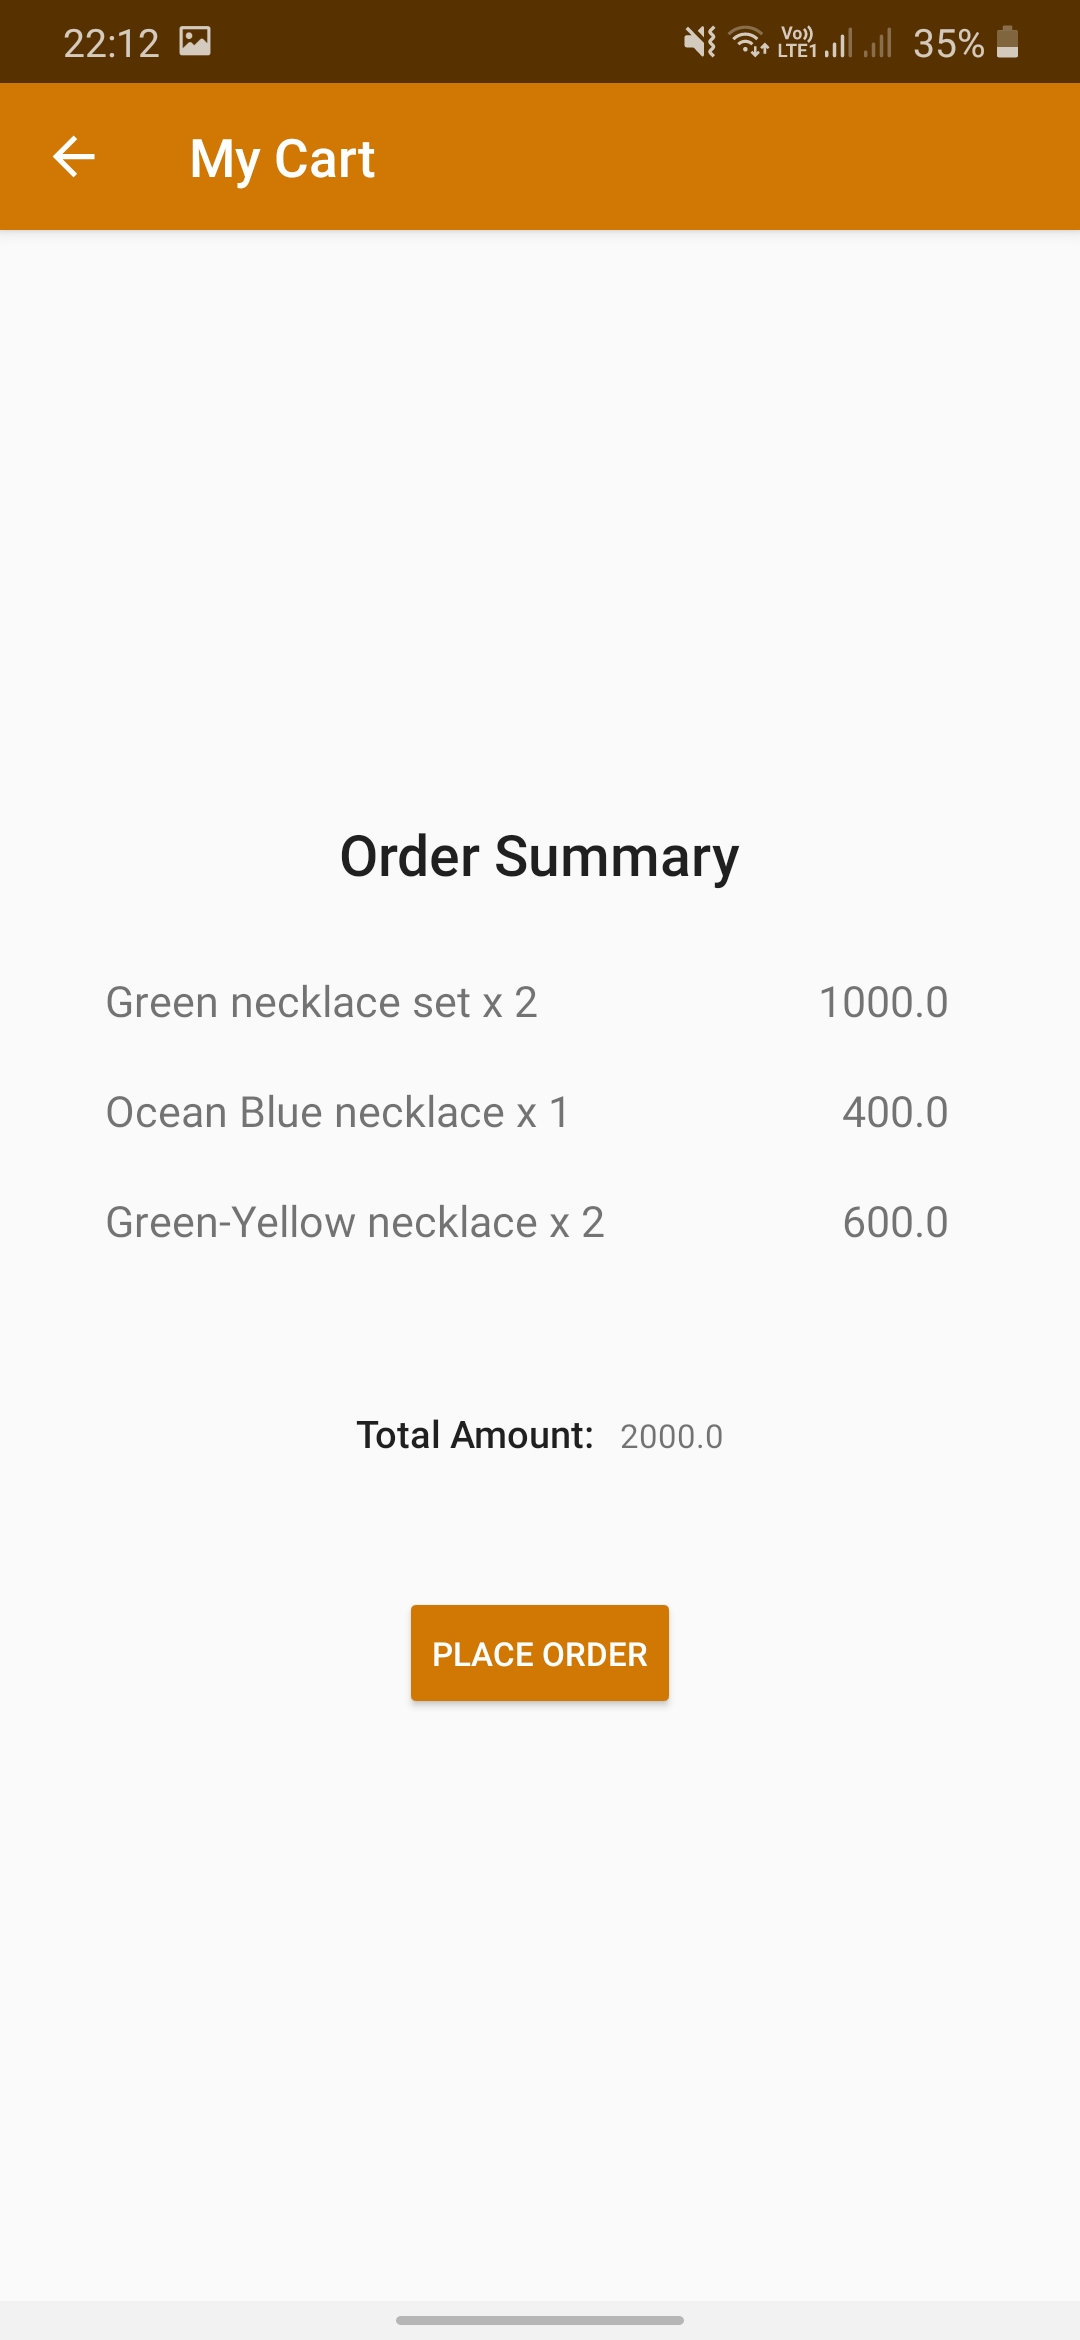 22:12 Vo)) LTE1 35%
My Cart
Order Summary
Green necklace set x 2 1000.0
Ocean Blue necklace x 1 400.0
Green-Yellow necklace x 2 600.0
Total Amount: 2000.0
PLACE ORDER